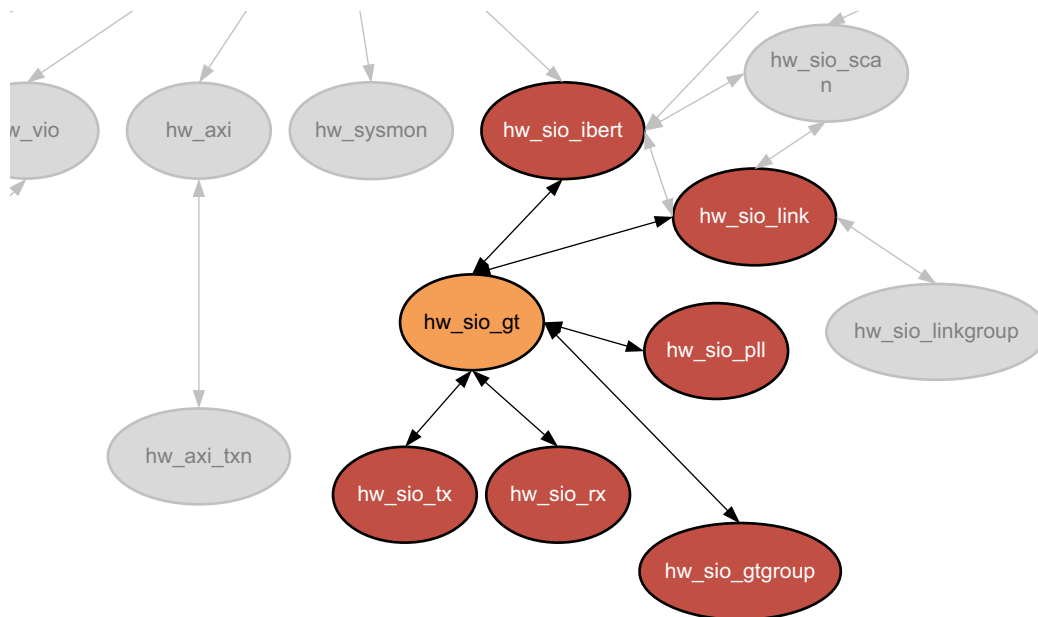 hw_sio_sca
n
w_vio
hw_axi
hw_sysmon
hw_sio_ibert
hw_sio_link
hw_sio_gt
hw_sio_linkgroup
hw_sio_pll
hw_axi_txn
hw_sio_tx
hw_sio_rx
hw_sio_gtgroup